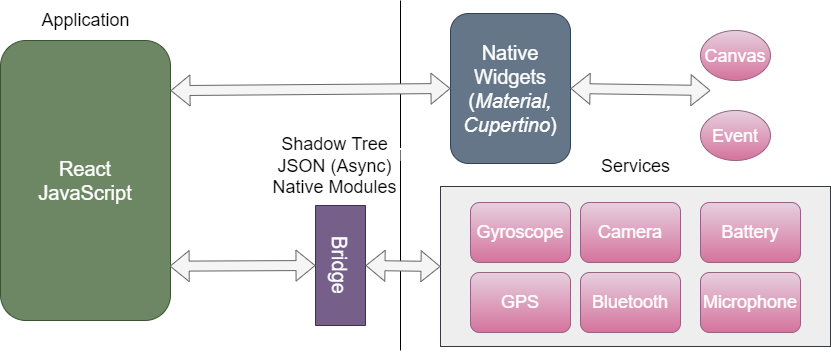 Application
React
JavaScript
Native
Widgets
(Material,
Cupertino)
Canvas
Event
Shadow Tree
JSON (Async)
Native Modules
Bridge
Services
Gyroscope
Camera
Battery
GPS
Bluetooth
Microphone